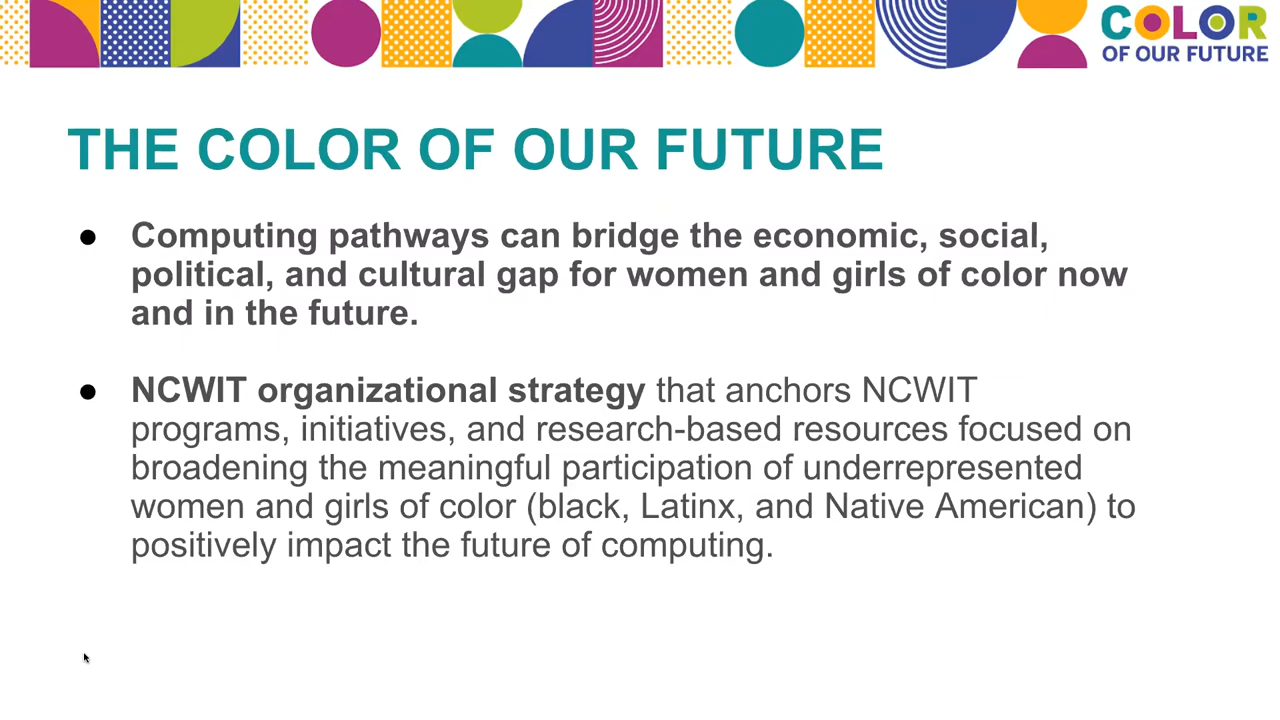 COLOR
OF OUR FUTURE
THE COLOR OF OUR FUTURE
● Computing pathways can bridge the economic, social,
political, and cultural gap for women and girls of color now
and in the future.
● NCWIT organizational strategy that anchors NCWIT
programs, initiatives, and research-based resources focused on
broadening the meaningful participation of underrepresented
women and girls of color (black, Latinx, and Native American) to
positively impact the future of computing.